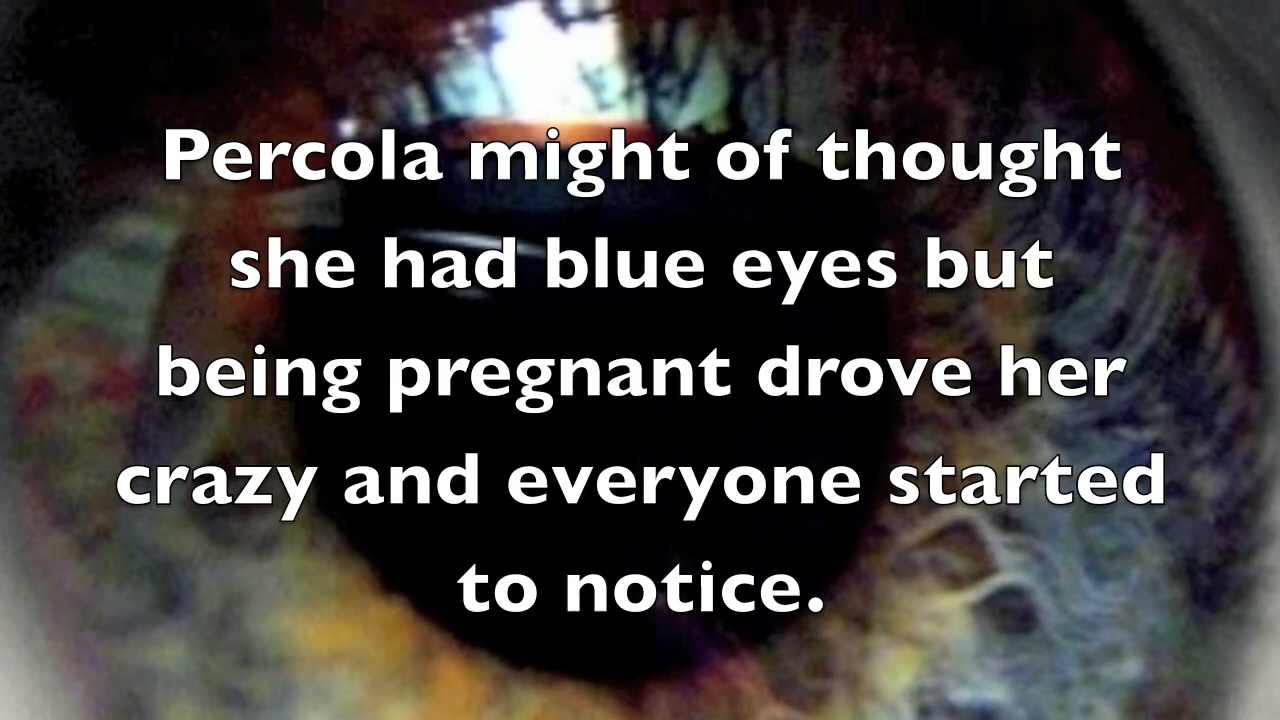 Percola might of thought
she had blue eyes but
being pregnant drove her
crazy and everyone started
to notice.